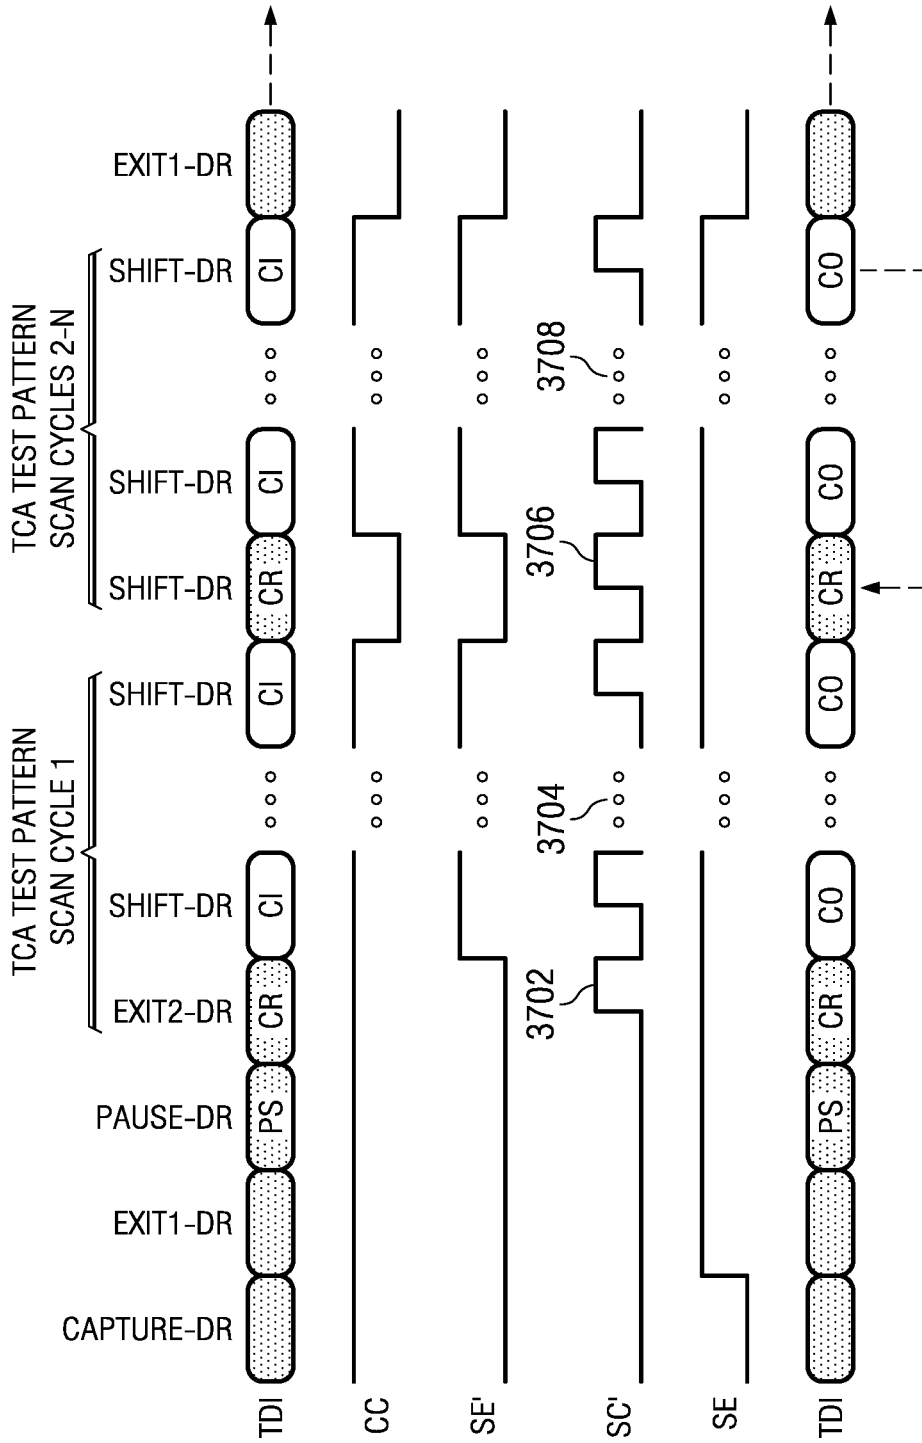 TCA TEST PATTERN
SCAN CYCLE 1
TCA TEST PATTERN
SCAN CYCLES 2-N
CAPTURE-DR
EXIT1-DR
PAUSE-DR
EXIT2-DR
SHIFT-DR
SHIFT-DR
SHIFT-DR
SHIFT-DR
SHIFT-DR
EXIT1-DR
TDI
PS
CR
CI
CI
CR
CI
CI
CC
SE'
3702
3704
3706
3708
SC'
SE
TDI
PS
CR
CO
CO
CR
CO
CO